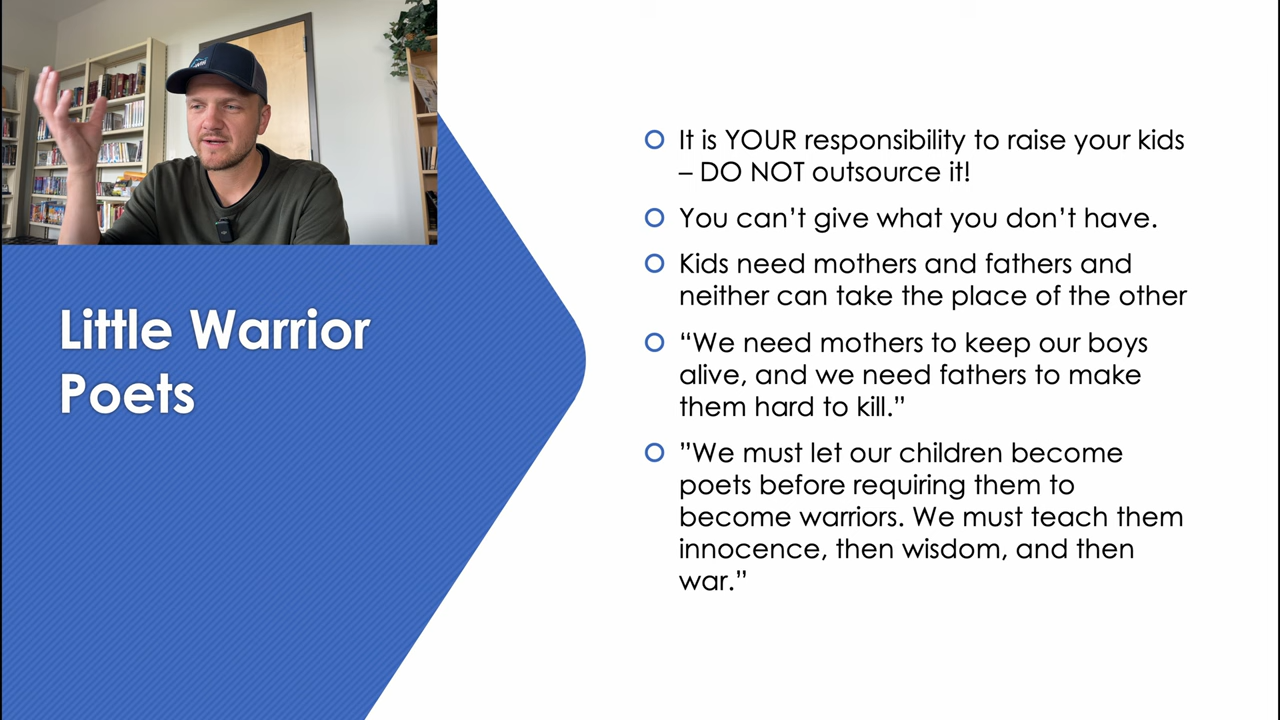 Little Warrior
Poets
It is YOUR responsibility to raise your kids
– DO NOT outsource it!
You can’t give what you don’t have.
Kids need mothers and fathers and
neither can take the place of the other
“We need mothers to keep our boys
alive, and we need fathers to make
them hard to kill.”
”We must let our children become
poets before requiring them to
become warriors. We must teach them
innocence, then wisdom, and then
war.”